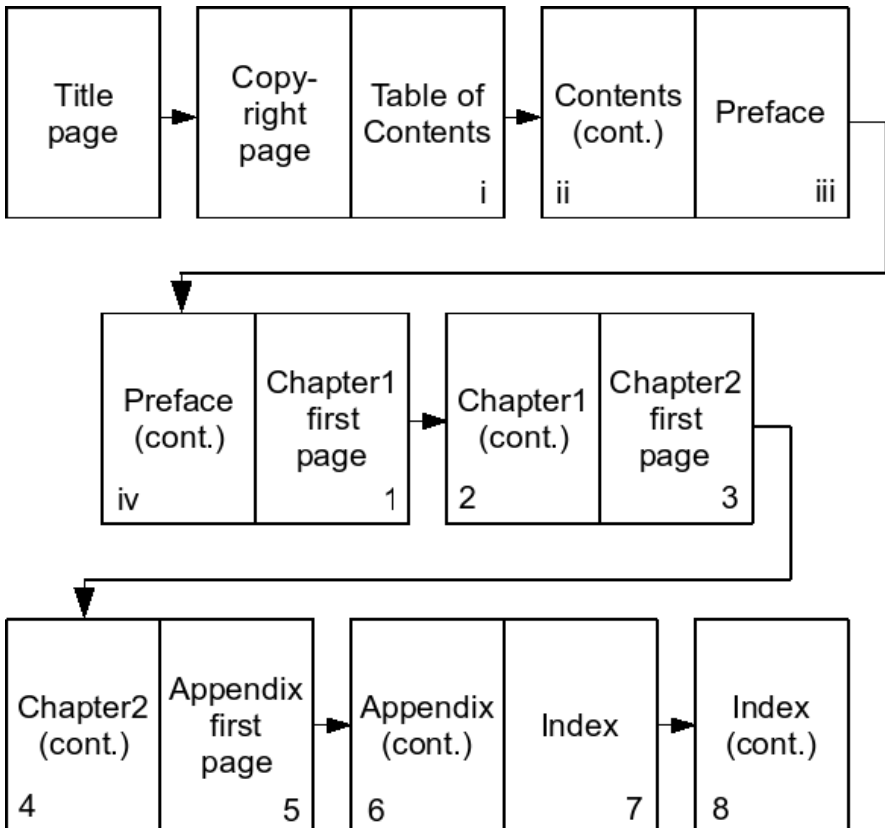 Title
page
Copy-
right
page
Table of
Contents
i
Contents
(cont.)
ii
Preface
iii
Preface
(cont.)
iv
Chapter1
first
page
1
Chapter1
(cont.)
2
Chapter2
first
page
3
Chapter2
(cont.)
4
Appendix
first
page
5
Appendix
(cont.)
6
Index
7
Index
(cont.)
8